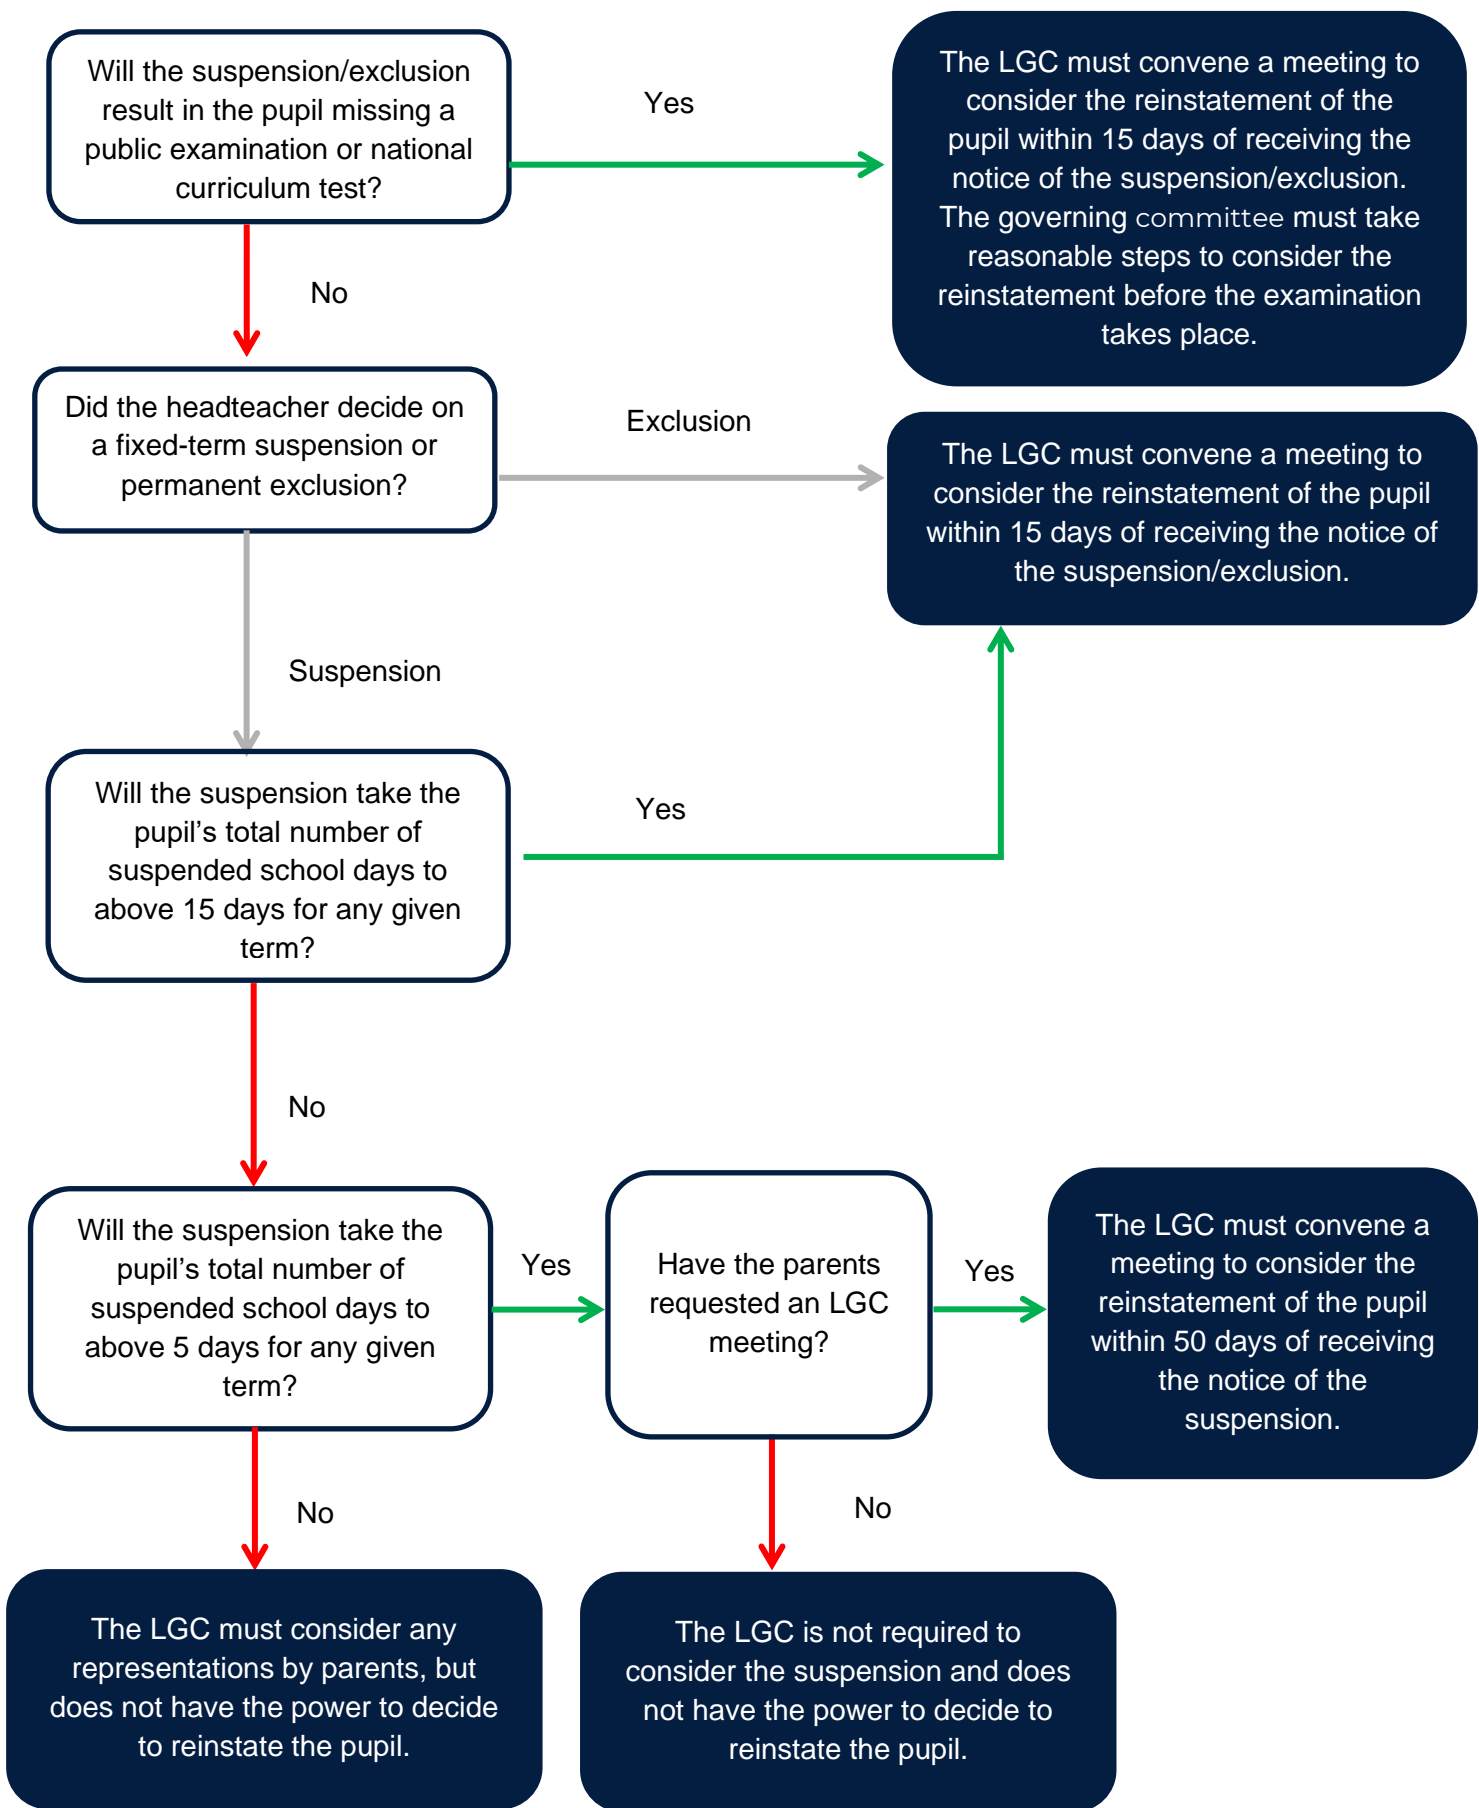 Will the suspension/exclusion
result in the pupil missing a
public examination or national
curriculum test?
Yes
The LGC must convene a meeting to
consider the reinstatement of the
pupil within 15 days of receiving the
notice of the suspension/exclusion.
The governing committee must take
reasonable steps to consider the
reinstatement before the examination
takes place.
No
Did the headteacher decide on
a fixed-term suspension or
permanent exclusion?
Exclusion
The LGC must convene a meeting to
consider the reinstatement of the pupil
within 15 days of receiving the notice of
the suspension/exclusion.
Suspension
Will the suspension take the
pupil’s total number of
suspended school days to
above 15 days for any given
term?
Yes
No
Will the suspension take the
pupil’s total number of
suspended school days to
above 5 days for any given
term?
Yes
Have the parents
requested an LGC
meeting?
Yes
The LGC must convene a
meeting to consider the
reinstatement of the pupil
within 50 days of receiving
the notice of the
suspension.
No
No
The LGC must consider any
representations by parents, but
does not have the power to decide
to reinstate the pupil.
The LGC is not required to
consider the suspension and does
not have the power to decide to
reinstate the pupil.